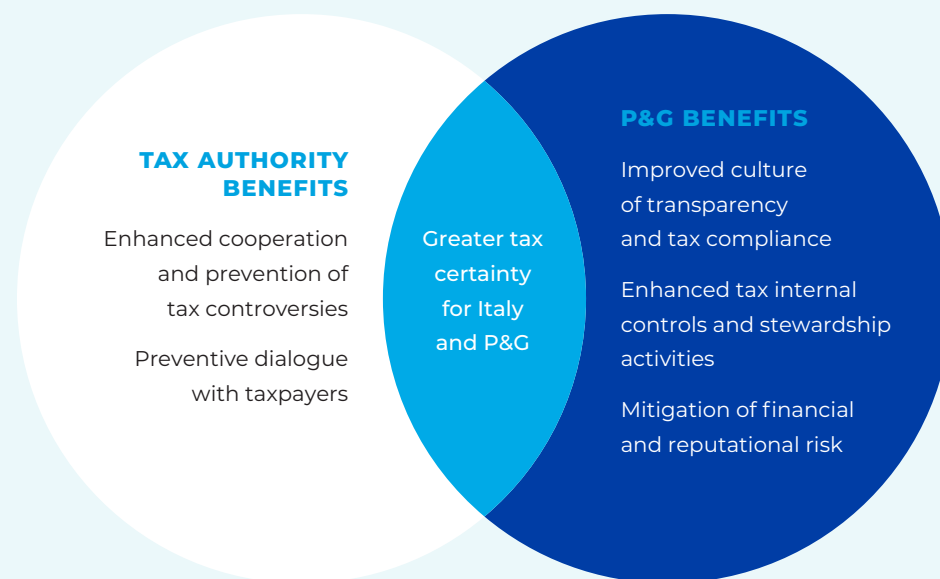 TAX AUTHORITY
BENEFITS
Enhanced cooperation
and prevention of
tax controversies
Preventive dialogue
with taxpayers
Greater tax
certainty
for Italy
and P&G
P&G BENEFITS
Improved culture
of transparency
and tax compliance
Enhanced tax internal
controls and stewardship
activities
Mitigation of financial
and reputational risk